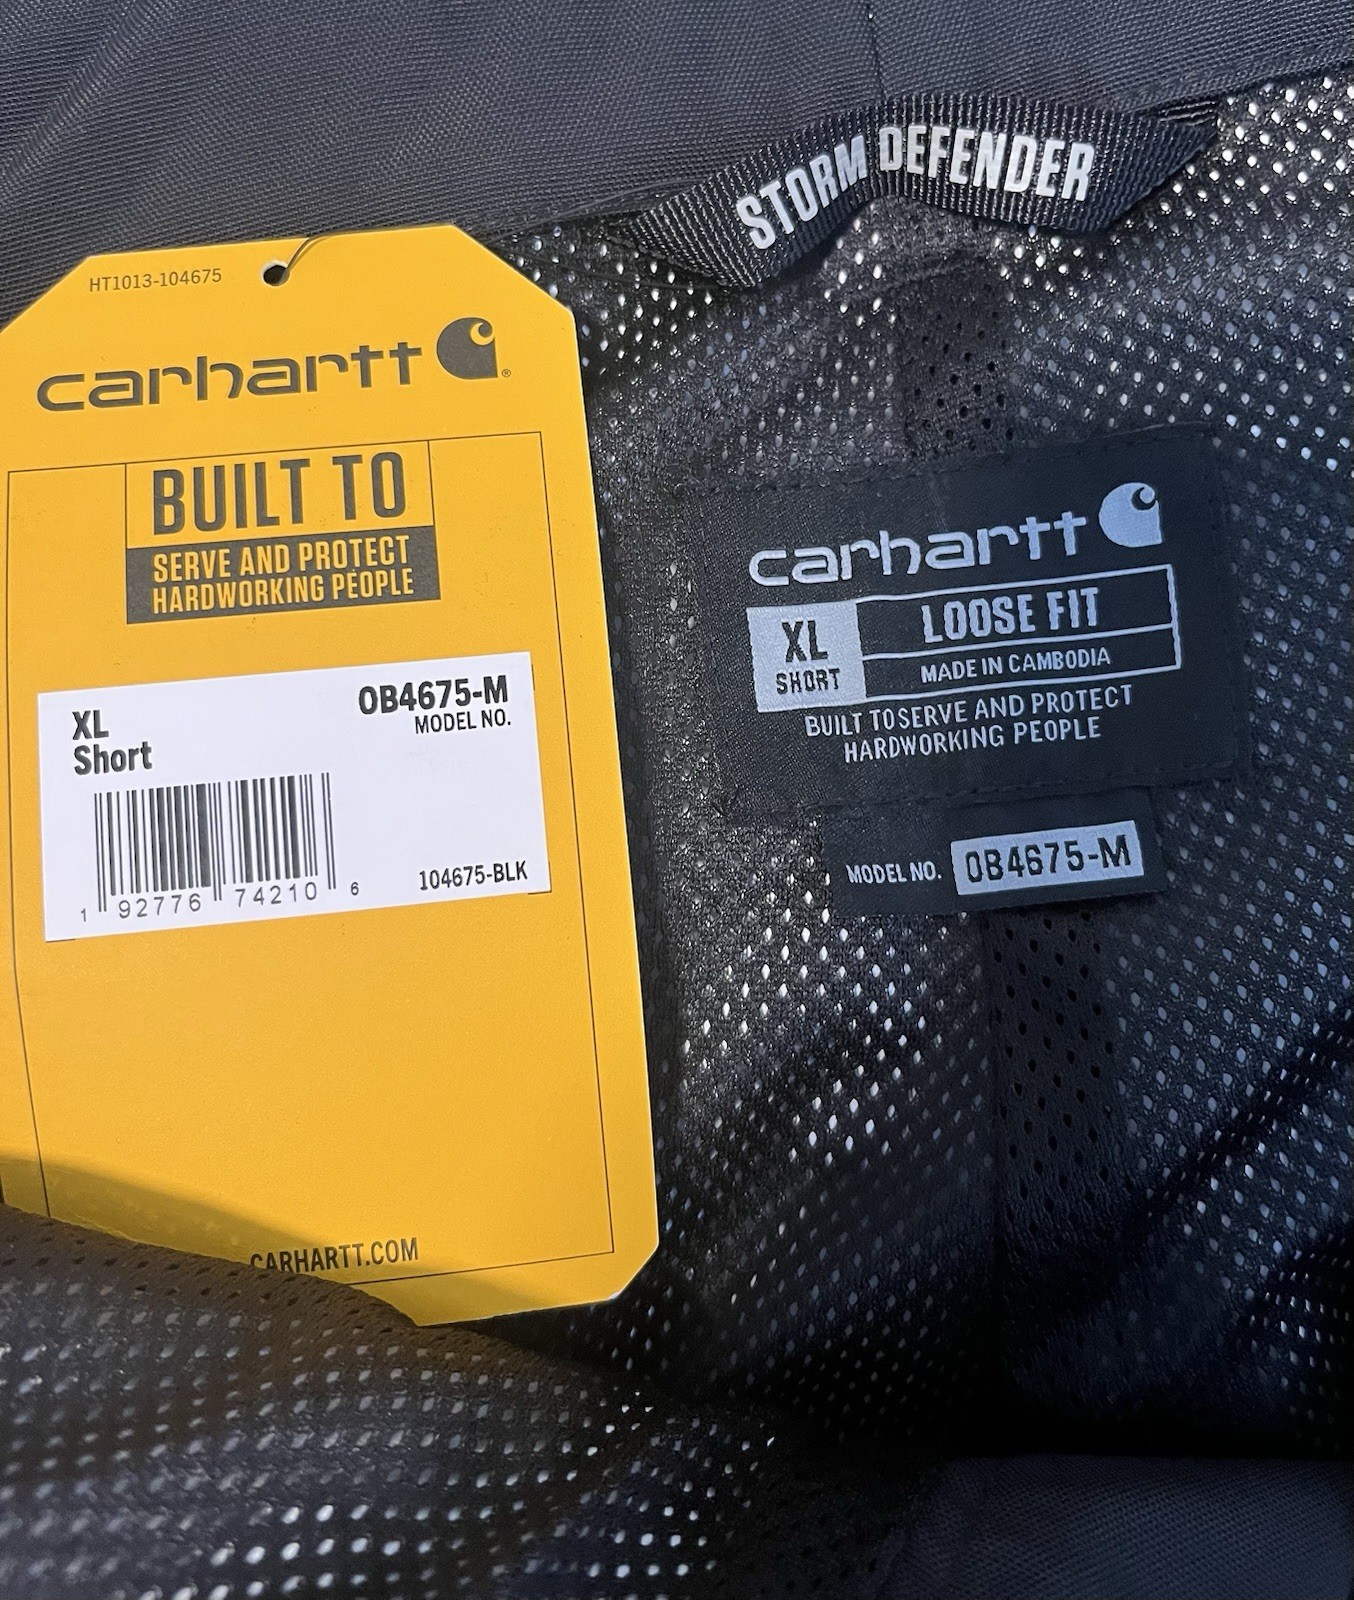 STORM DEFENDER
HT1013-104675
carhartt
BUILT TO
SERVE AND PROTECT
HARDWORKING PEOPLE
XL
Short
OB4675-M
MODEL NO.
1 92776 74210 6
104675-BLK
CARHARTT.COM
carhartt
XL
SHORT
LOOSE FIT
MADE IN CAMBODIA
BUILT TO SERVE AND PROTECT
HARDWORKING PEOPLE
MODEL NO. OB4675-M